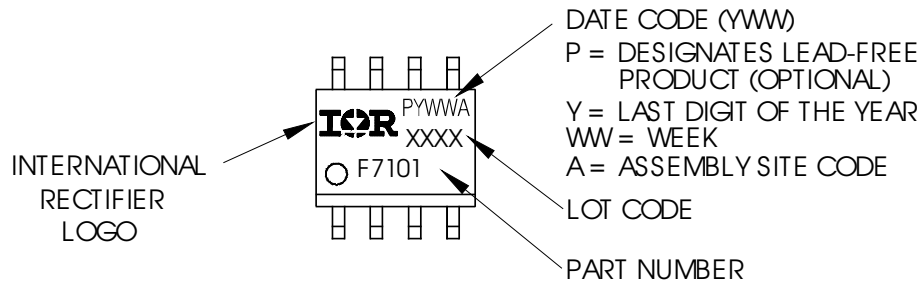 DATE CODE (YWW)
P = DESIGNATES LEAD-FREE
PRODUCT (OPTIONAL)
Y = LAST DIGIT OF THE YEAR
WW = WEEK
A = ASSEMBLY SITE CODE
LOT CODE
PART NUMBER
INTERNATIONAL
RECTIFIER
LOGO
IOR
PYWWA
XXXX
F7101